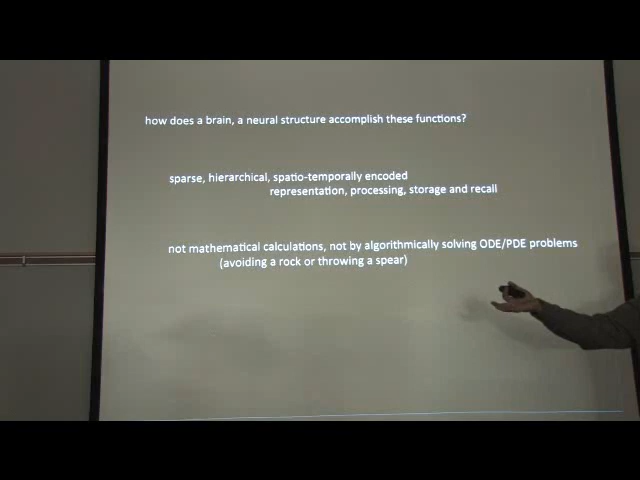 how does a brain, a neural structure accomplish these functions?
sparse, hierarchical, spatio-temporally encoded
representation, processing, storage and recall
not mathematical calculations, not by algorithmically solving ODE/PDE problems
(avoiding a rock or throwing a spear)